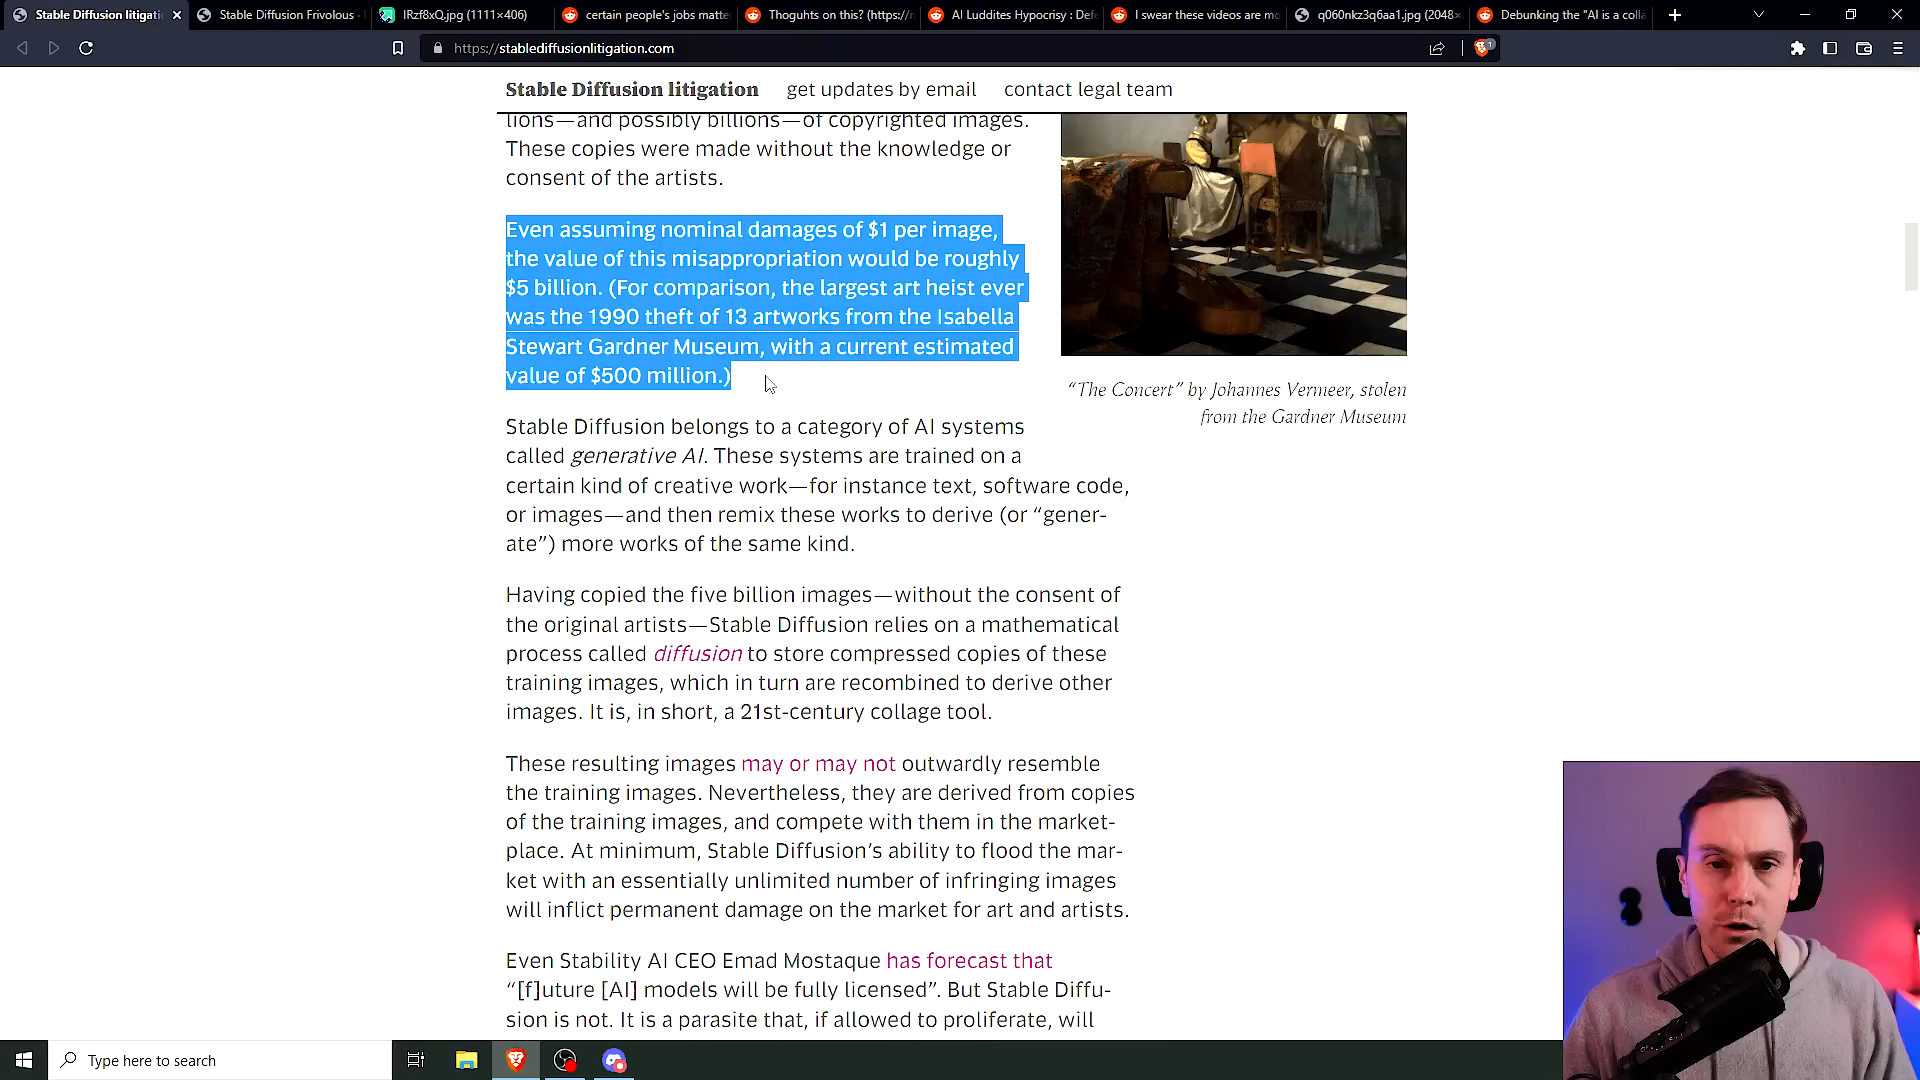 Stable Diffusion litigati
Stable Diffusion Frivolous ·
IRzf8xQ.jpg (1111×406)
certain people's jobs matte
Thoguhts on this? (https://r
AI Luddites Hypocrisy : Def
I swear these videos are mo
q060nkz3q6aa1.jpg (2048×
Debunking the "AI is a colla
https://stablediffusionlitigation.com
1
Stable Diffusion litigation get updates by email contact legal team
lions—and possibly billions—of copyrighted images.
These copies were made without the knowledge or
consent of the artists.
Even assuming nominal damages of $1 per image,
the value of this misappropriation would be roughly
$5 billion. (For comparison, the largest art heist ever
was the 1990 theft of 13 artworks from the Isabella
Stewart Gardner Museum, with a current estimated
value of $500 million.)
“The Concert” by Johannes Vermeer, stolen
from the Gardner Museum
Stable Diffusion belongs to a category of AI systems
called generative AI. These systems are trained on a
certain kind of creative work—for instance text, software code,
or images—and then remix these works to derive (or “gener-
ate”) more works of the same kind.
Having copied the five billion images—without the consent of
the original artists—Stable Diffusion relies on a mathematical
process called diffusion to store compressed copies of these
training images, which in turn are recombined to derive other
images. It is, in short, a 21st-century collage tool.
These resulting images may or may not outwardly resemble
the training images. Nevertheless, they are derived from copies
of the training images, and compete with them in the market-
place. At minimum, Stable Diffusion’s ability to flood the mar-
ket with an essentially unlimited number of infringing images
will inflict permanent damage on the market for art and artists.
Even Stability AI CEO Emad Mostaque has forecast that
“[f]uture [AI] models will be fully licensed”. But Stable Diffu-
sion is not. It is a parasite that, if allowed to proliferate, will
Type here to search